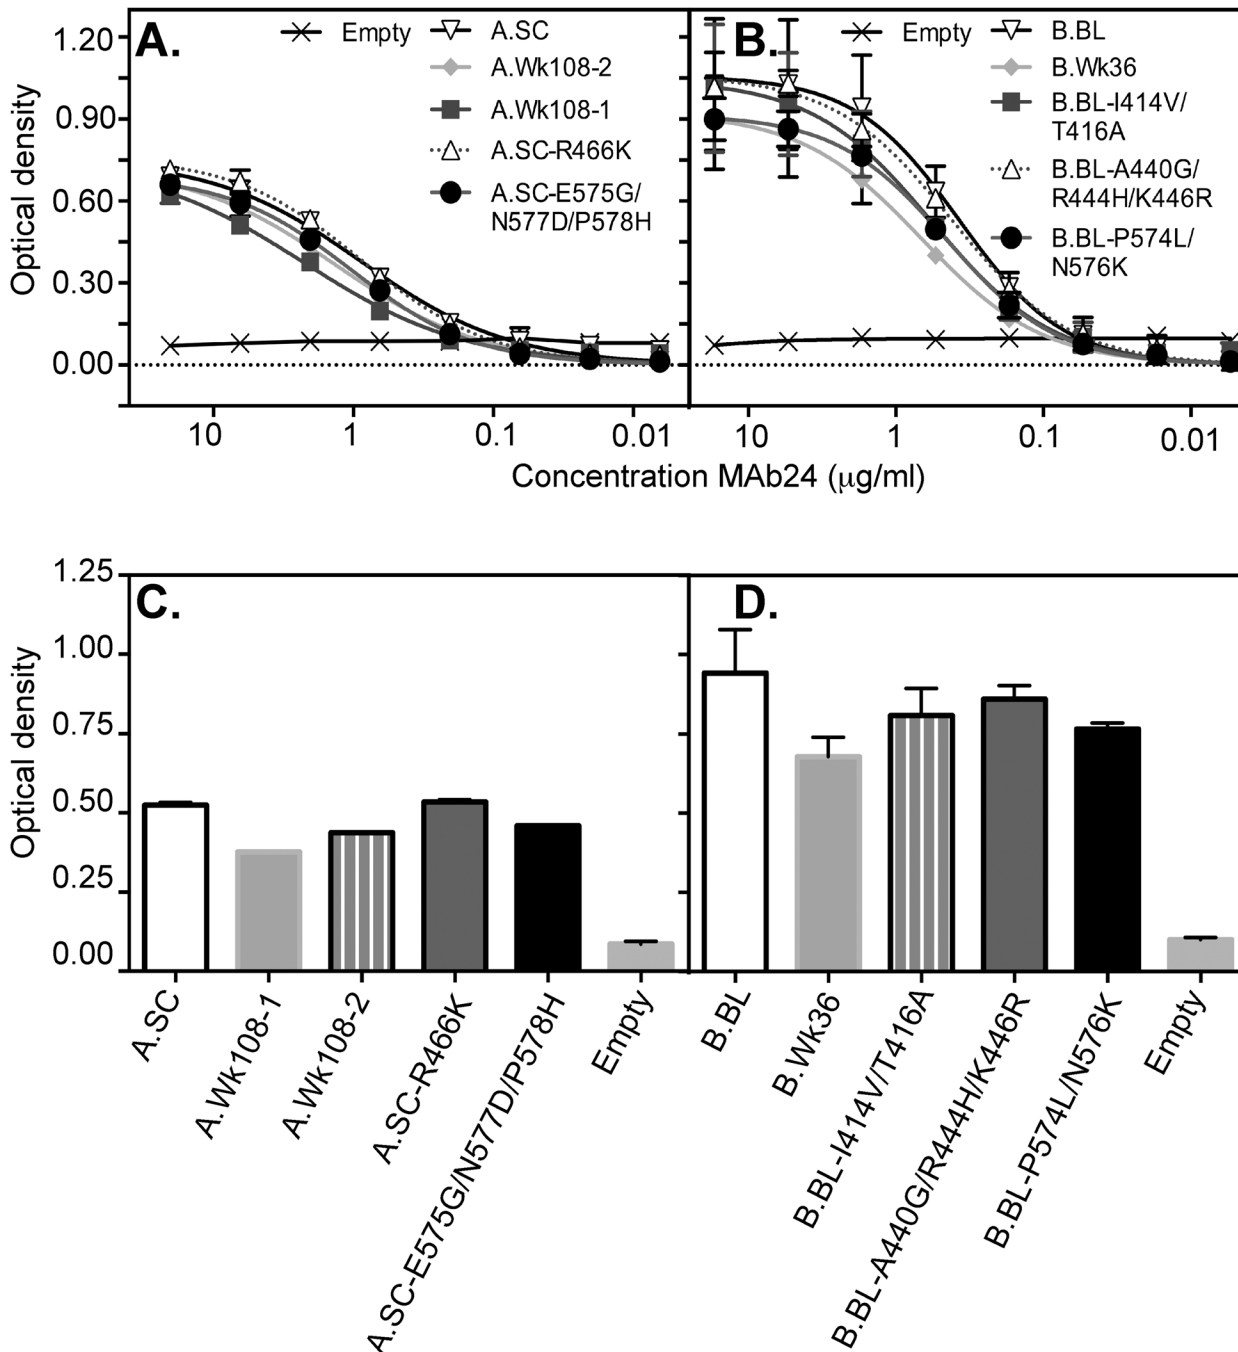 A.
Empty
A.SC
A.Wk108-2
A.Wk108-1
A.SC-R466K
A.SC-E575G/
N577D/P578H
B.
Empty
B.BL
B.Wk36
B.BL-I414V/
T416A
B.BL-A440G/
R444H/K446R
B.BL-P574L/
N576K
Optical density
1.20
0.90
0.60
0.30
0.00
10
1
0.1
0.01
10
1
0.1
0.01
Concentration MAb24 (μg/ml)
C.
D.
Optical density
1.25
1.00
0.75
0.50
0.25
0.00
A.SC
A.Wk108-1
A.Wk108-2
A.SC-R466K
A.SC-E575G/N577D/P578H
Empty
B.BL
B.Wk36
B.BL-I414V/T416A
B.BL-A440G/R444H/K446R
B.BL-P574L/N576K
Empty